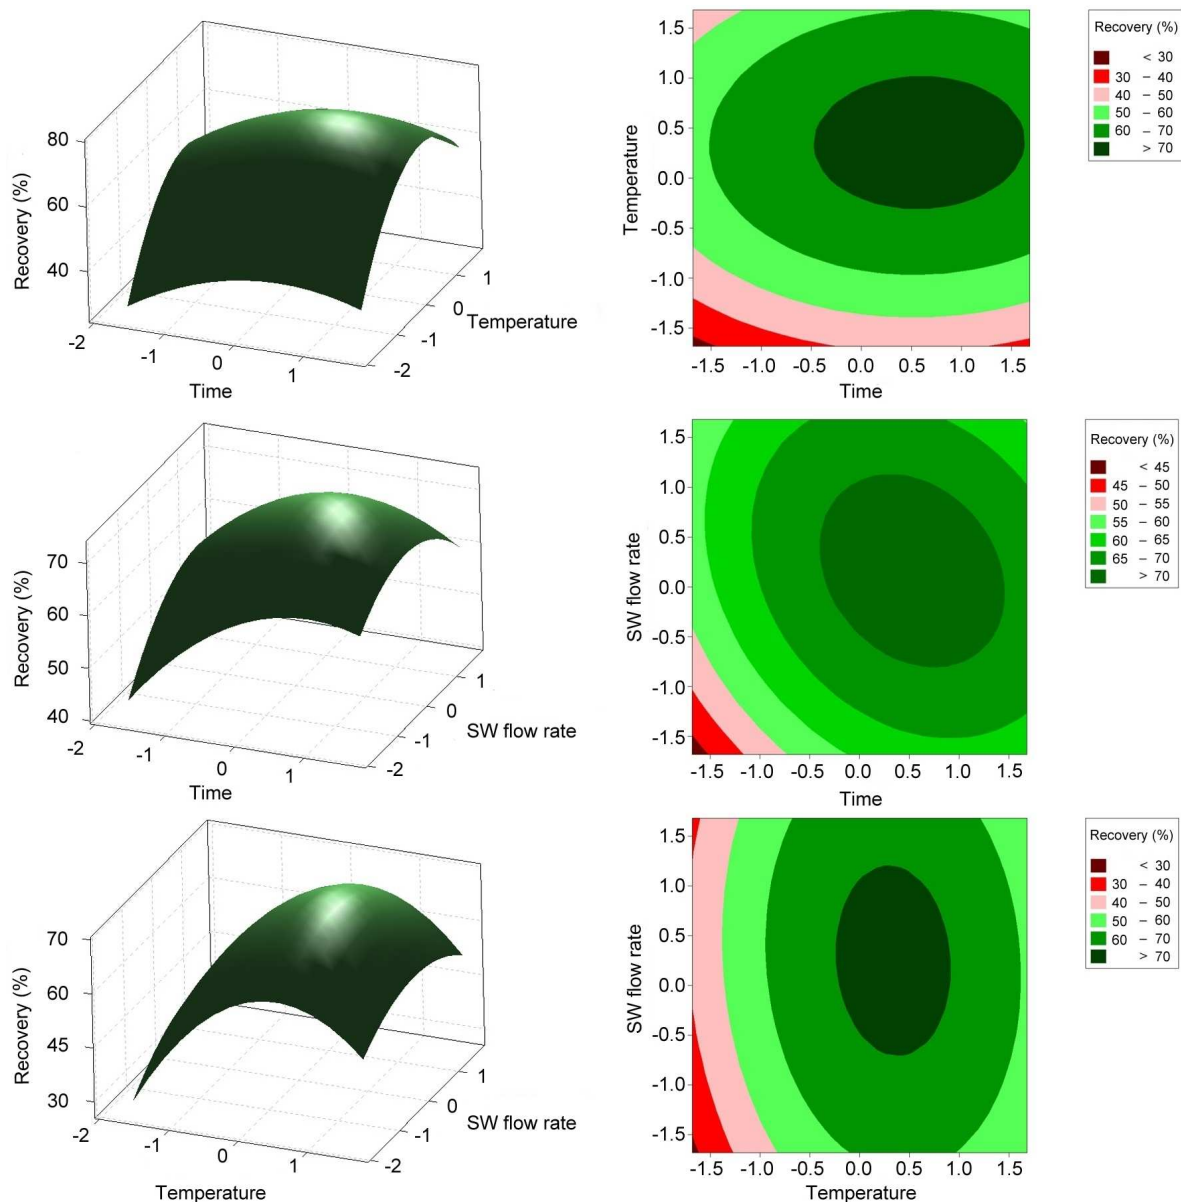 80
60
40
Recovery (%)
-2
-1
0
1
Time
1
0
-1
-2
Temperature
1.5
1.0
0.5
0.0
-0.5
-1.0
-1.5
Temperature
-1.5 -1.0 -0.5 0.0 0.5 1.0 1.5
Time
Recovery (%)
< 30
30 – 40
40 – 50
50 – 60
60 – 70
> 70
70
60
50
40
Recovery (%)
-2
-1
0
1
Time
1
0
-1
-2
SW flow rate
1.5
1.0
0.5
0.0
-0.5
-1.0
-1.5
SW flow rate
-1.5 -1.0 -0.5 0.0 0.5 1.0 1.5
Time
Recovery (%)
< 45
45 – 50
50 – 55
55 – 60
60 – 65
65 – 70
> 70
70
60
45
30
Recovery (%)
-2
-1
0
1
Temperature
1
0
-1
-2
SW flow rate
1.5
1.0
0.5
0.0
-0.5
-1.0
-1.5
SW flow rate
-1.5 -1.0 -0.5 0.0 0.5 1.0 1.5
Temperature
Recovery (%)
< 30
30 – 40
40 – 50
50 – 60
60 – 70
> 70